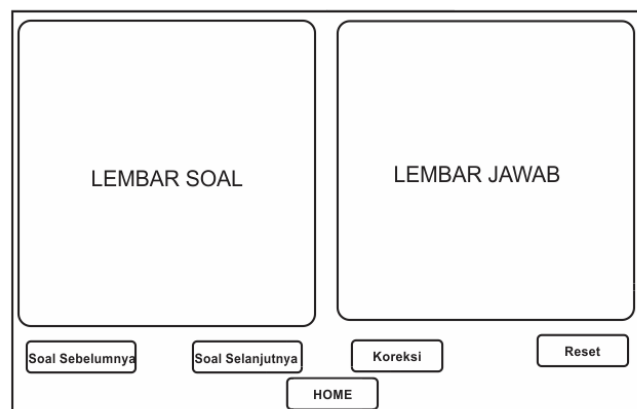 LEMBAR SOAL
LEMBAR JAWAB
Soal Sebelumnya
Soal Selanjutnya
Koreksi
Reset
HOME